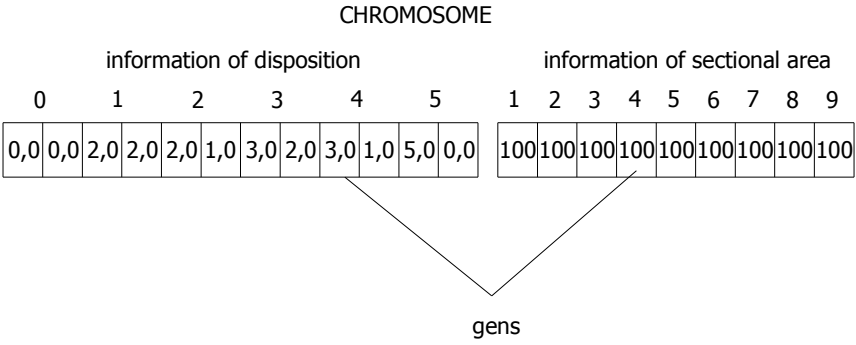 CHROMOSOME
information of disposition information of sectional area
0 1 2 3 4 5 1 2 3 4 5 6 7 8 9
0,0 0,0 2,0 2,0 2,0 1,0 3,0 2,0 3,0 1,0 5,0 0,0 100 100 100 100 100 100 100 100 100
gens